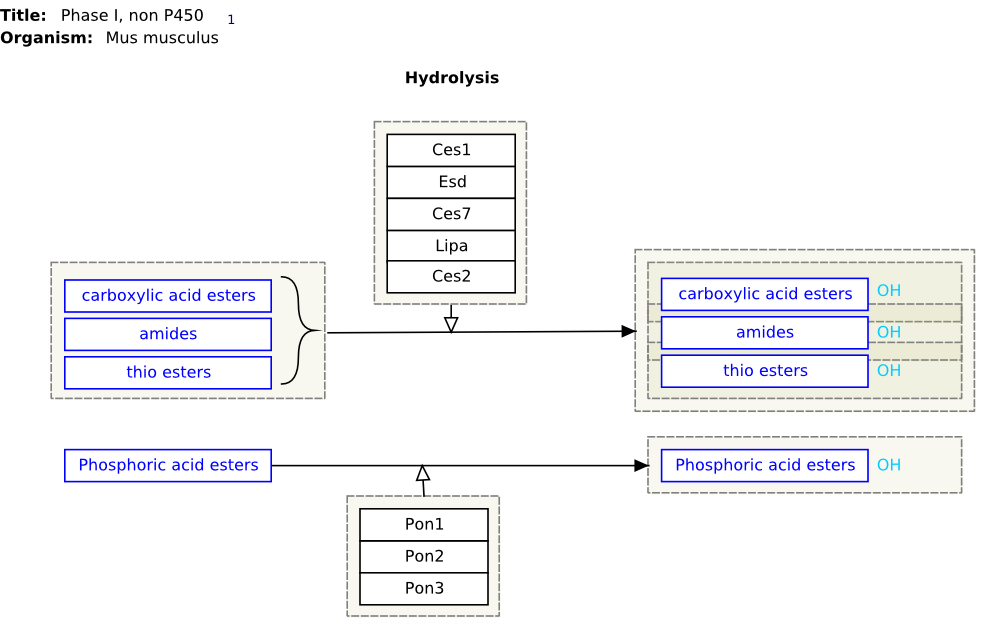 Title: Phase I, non P450 1
Organism: Mus musculus
Hydrolysis
Ces1
Esd
Ces7
Lipa
Ces2
carboxylic acid esters
amides
thio esters
carboxylic acid esters OH
amides OH
thio esters OH
Phosphoric acid esters
Phosphoric acid esters OH
Pon1
Pon2
Pon3